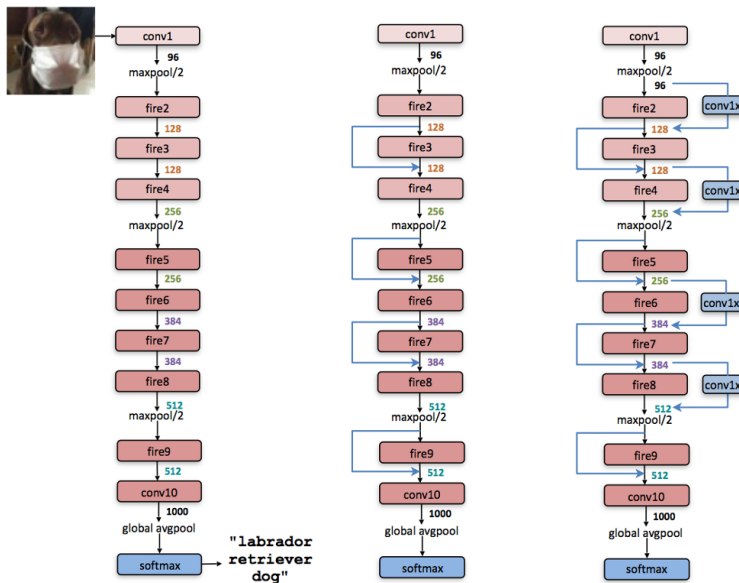 conv1
96
maxpool/2
fire2
128
fire3
128
fire4
256
maxpool/2
fire5
256
fire6
384
fire7
384
fire8
512
maxpool/2
fire9
512
conv10
1000
global avgpool
softmax
"labrador
retriever
dog"
conv1
96
maxpool/2
fire2
128
fire3
128
fire4
256
maxpool/2
fire5
256
fire6
384
fire7
384
fire8
512
maxpool/2
fire9
512
conv10
1000
global avgpool
softmax
conv1
96
maxpool/2
96
conv1x
fire2
128
fire3
128
conv1x
fire4
256
maxpool/2
fire5
256
conv1x
fire6
384
fire7
384
conv1x
fire8
512
maxpool/2
fire9
512
conv10
1000
global avgpool
softmax